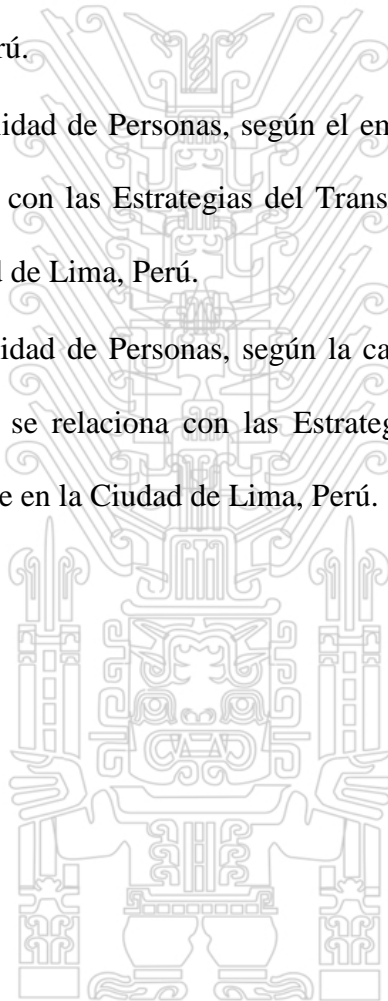 rú.
idad de Personas, según el en
con las Estrategias del Trans
d de Lima, Perú.
idad de Personas, según la ca
se relaciona con las Estrateg
e en la Ciudad de Lima, Perú.